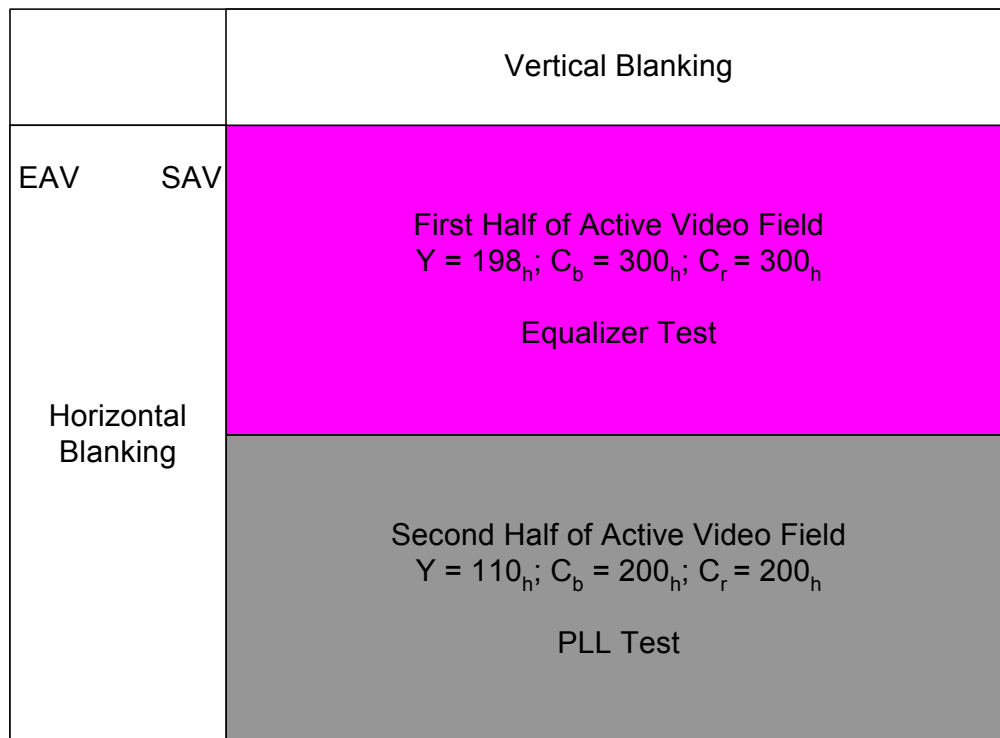 Vertical Blanking
EAV SAV
First Half of Active Video Field
Y = 198h; Cb = 300h; Cr = 300h
Equalizer Test
Horizontal
Blanking
Second Half of Active Video Field
Y = 110h; Cb = 200h; Cr = 200h
PLL Test